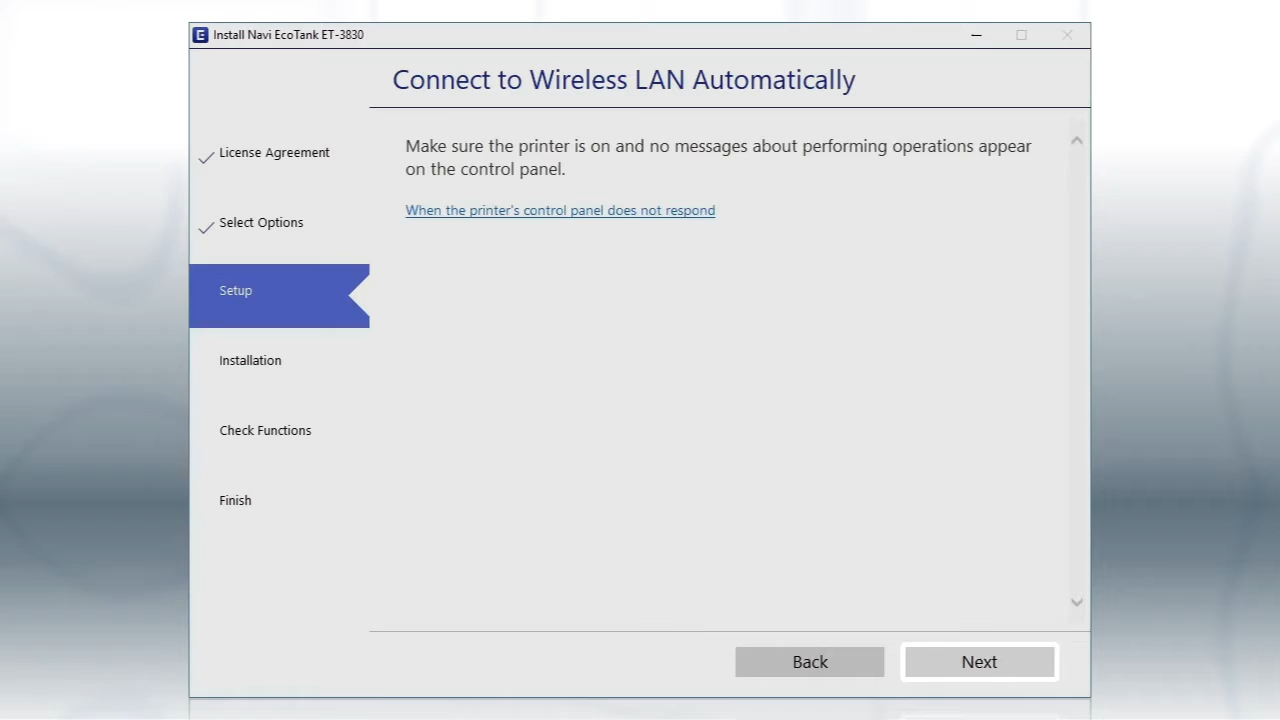 E Install Navi EcoTank ET-3830
Connect to Wireless LAN Automatically
License Agreement
Select Options
Setup
Installation
Check Functions
Finish
Make sure the printer is on and no messages about performing operations appear
on the control panel.
When the printer's control panel does not respond
Back
Next